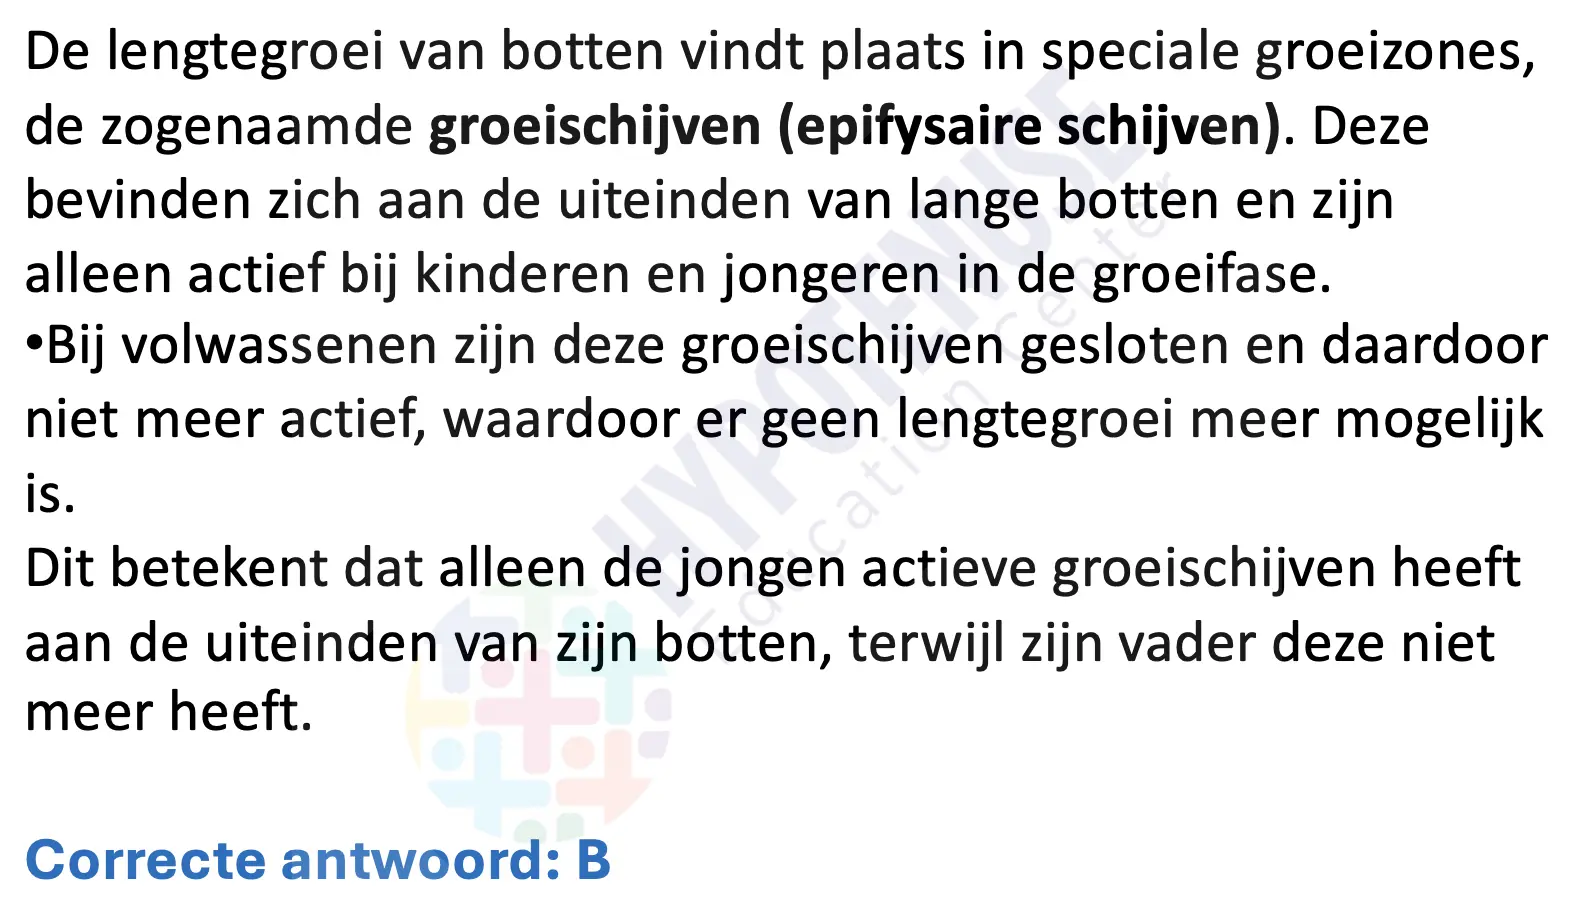 De lengtegroei van botten vindt plaats in speciale groeizones,
de zogenaamde groeischijven (epifysaire schijven). Deze
bevinden zich aan de uiteinden van lange botten en zijn
alleen actief bij kinderen en jongeren in de groeifase.
•Bij volwassenen zijn deze groeischijven gesloten en daardoor
niet meer actief, waardoor er geen lengtegroei meer mogelijk
is.
Dit betekent dat alleen de jongen actieve groeischijven heeft
aan de uiteinden van zijn botten, terwijl zijn vader deze niet
meer heeft.
Correcte antwoord: B
HYPOTENUSE
Education Center